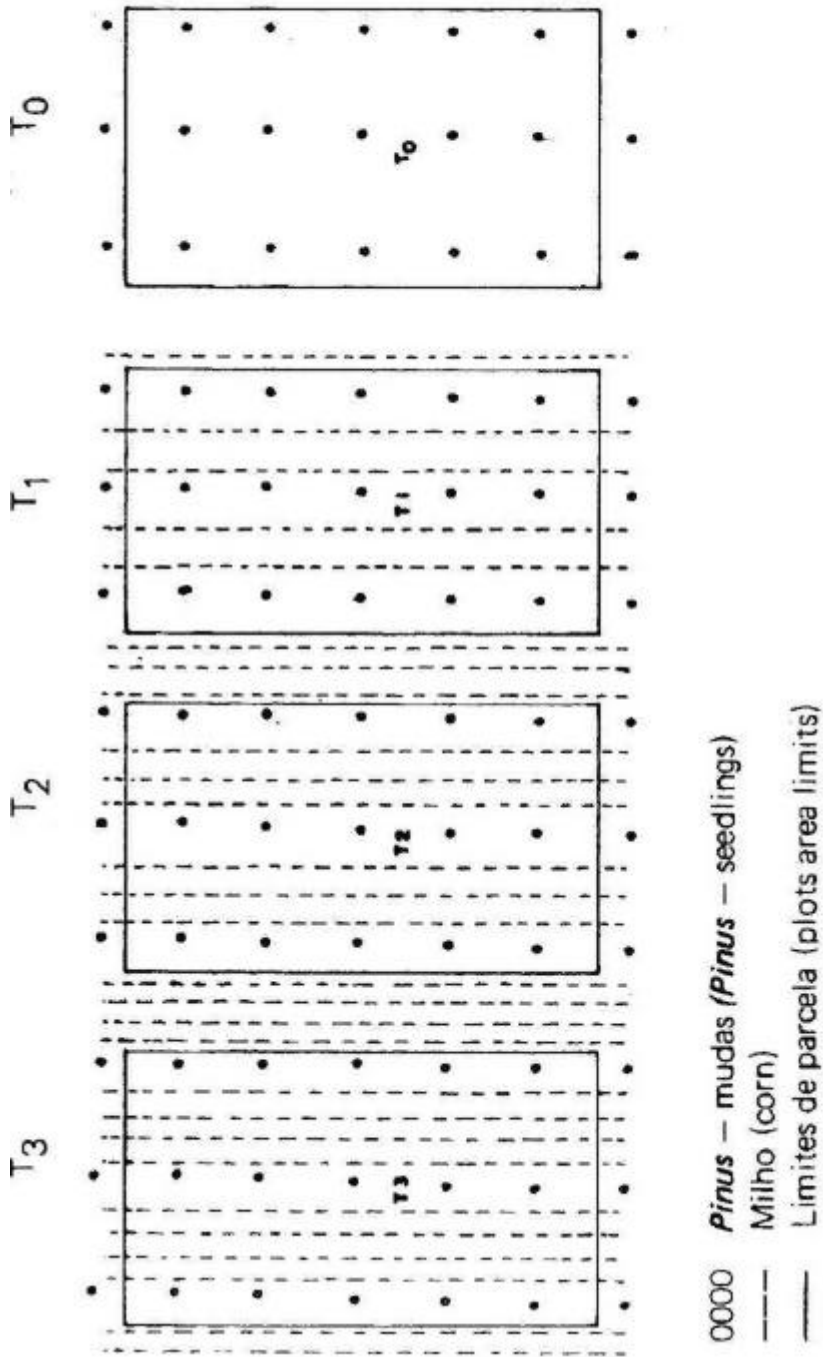 T3 T2 T1 T0
T3 T2 T1 T0
0000 Pinus — mudas (Pinus — seedlings)
Milho (corn)
Limites de parcela (plots area limits)